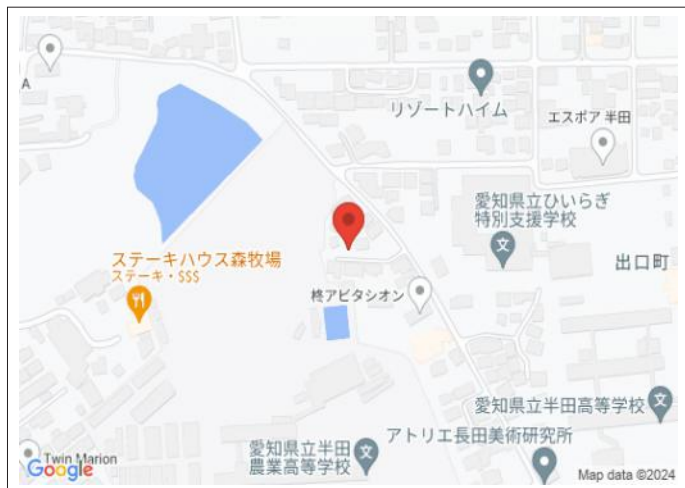 A
リゾートハイム
エスポア 半田
愛知県立ひいらぎ
特別支援学校
出口町
ステーキハウス森牧場
ステーキ・$$$
柊アビタシオン
愛知県立半田高等学校
アトリエ長田美術研究所
愛知県立半田
農業高等学校
Twin Marion
Google
Map data ©2024
文
文
文